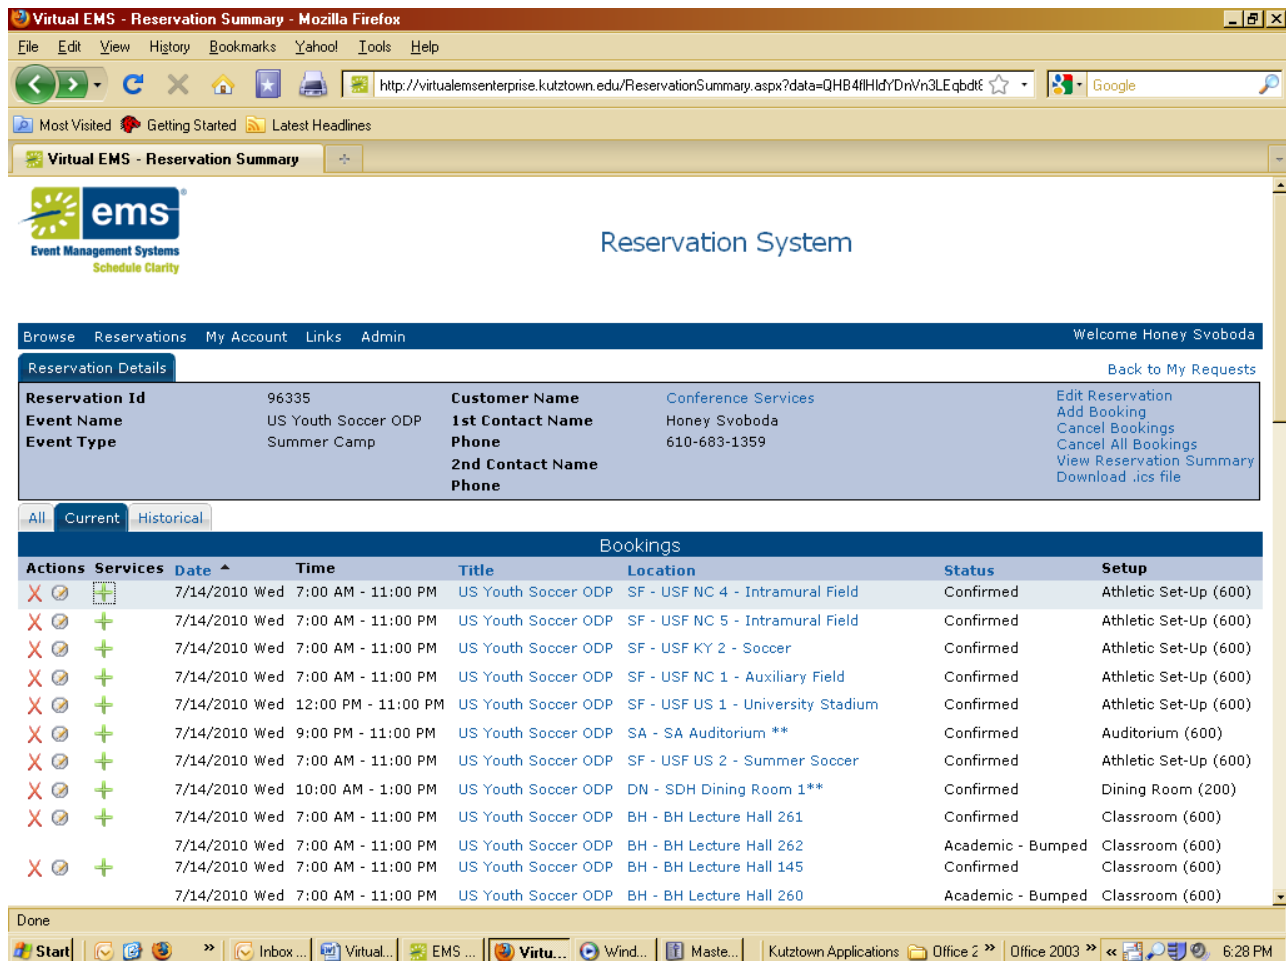 Virtual EMS - Reservation Summary - Mozilla Firefox
File Edit View History Bookmarks Yahoo! Tools Help
http://virtualemsenterprise.kutztown.edu/ReservationSummary.aspx?data= Google
Most Visited Getting Started Latest Headlines
Virtual EMS - Reservation Summary
ems®
Event Management Systems
Schedule Clarity
Reservation System
Browse Reservations My Account Links Admin Welcome Honey Svoboda
Reservation Details Back to My Requests
Reservation Id 96335 Customer Name Conference Services Edit Reservation
Event Name US Youth Soccer ODP 1st Contact Name Honey Svoboda Add Booking
Event Type Summer Camp Phone 610-683-1359 Cancel Bookings
Cancel All Bookings
2nd Contact Name View Reservation Summary
Phone Download .ics file
All Current Historical
Bookings
Actions Services Date Time Title Location Status Setup
7/14/2010 Wed 7:00 AM - 11:00 PM US Youth Soccer ODP SF - USF NC 4 - Intramural Field Confirmed Athletic Set-Up (600)
7/14/2010 Wed 7:00 AM - 11:00 PM US Youth Soccer ODP SF - USF NC 5 - Intramural Field Confirmed Athletic Set-Up (600)
7/14/2010 Wed 7:00 AM - 11:00 PM US Youth Soccer ODP SF - USF KY 2 - Soccer Confirmed Athletic Set-Up (600)
7/14/2010 Wed 7:00 AM - 11:00 PM US Youth Soccer ODP SF - USF NC 1 - Auxiliary Field Confirmed Athletic Set-Up (600)
7/14/2010 Wed 12:00 PM - 11:00 PM US Youth Soccer ODP SF - USF US 1 - University Stadium Confirmed Athletic Set-Up (600)
7/14/2010 Wed 9:00 PM - 11:00 PM US Youth Soccer ODP SA - SA Auditorium ** Confirmed Auditorium (600)
7/14/2010 Wed 7:00 AM - 11:00 PM US Youth Soccer ODP SF - USF US 2 - Summer Soccer Confirmed Athletic Set-Up (600)
7/14/2010 Wed 10:00 AM - 1:00 PM US Youth Soccer ODP DN - SDH Dining Room 1** Confirmed Dining Room (200)
7/14/2010 Wed 7:00 AM - 11:00 PM US Youth Soccer ODP BH - BH Lecture Hall 261 Confirmed Classroom (600)
7/14/2010 Wed 7:00 AM - 11:00 PM US Youth Soccer ODP BH - BH Lecture Hall 262 Academic - Bumped Classroom (600)
7/14/2010 Wed 7:00 AM - 11:00 PM US Youth Soccer ODP BH - BH Lecture Hall 145 Confirmed Classroom (600)
7/14/2010 Wed 7:00 AM - 11:00 PM US Youth Soccer ODP BH - BH Lecture Hall 260 Academic - Bumped Classroom (600)
Done
Start » Inbox ... Virtual... EMS ... Virtu... Wind... Maste... Kutztown Applications Office 2 » Office 2003 » « 6:28 PM